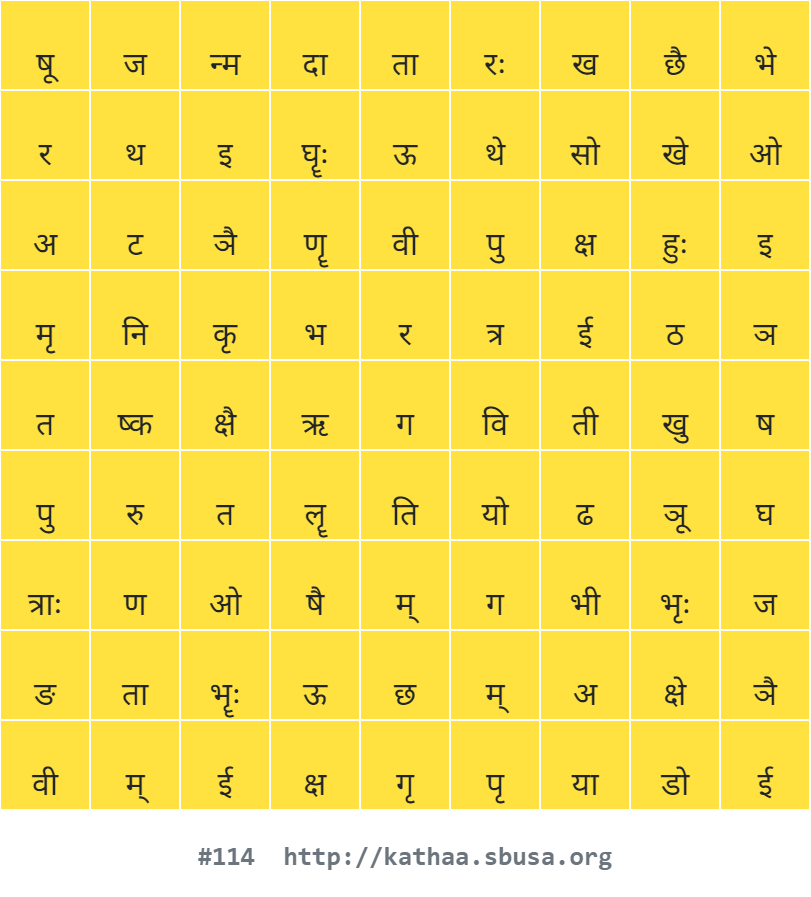 षू ज न्म दा ता रः ख छै भे
र थ इ घॄः ऊ थे सो खे ओ
अ ट ञै णॄ वी पु क्ष हुः इ
मृ नि कृ भ र त्र ई ठ ञ
त ष्क क्षै ऋ ग वि ती खु ष
पु रु त लॄ ति यो ढ ञू घ
त्राः ण ओ षै म् ग भी भृः ज
ङ ता भॄः ऊ छ म् अ क्षे ञै
वी म् ई क्ष गृ पृ या डो ई
#114 http://kathaa.sbusa.org